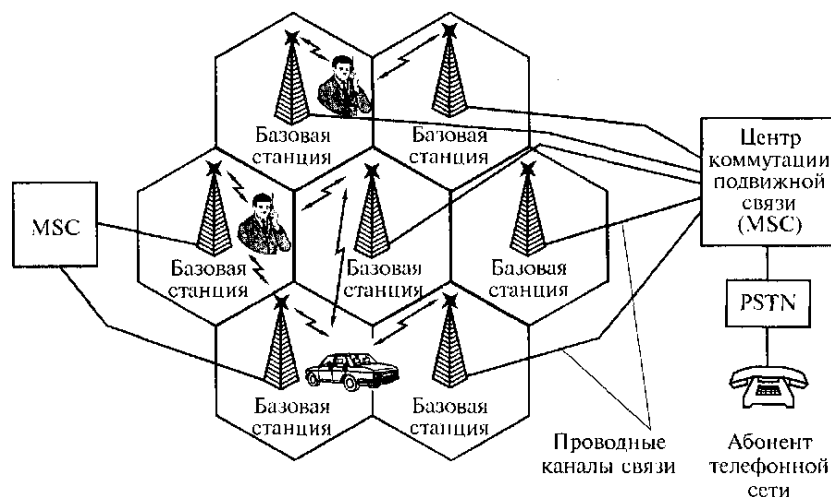 Базовая
станция
Базовая
станция
Центр
коммутации
подвижной
связи
(MSC)
MSC
Базовая
станция
Базовая
станция
Базовая
станция
PSTN
Базовая
станция
Базовая
станция
Проводные
каналы связи
Абонент
телефонной
сети